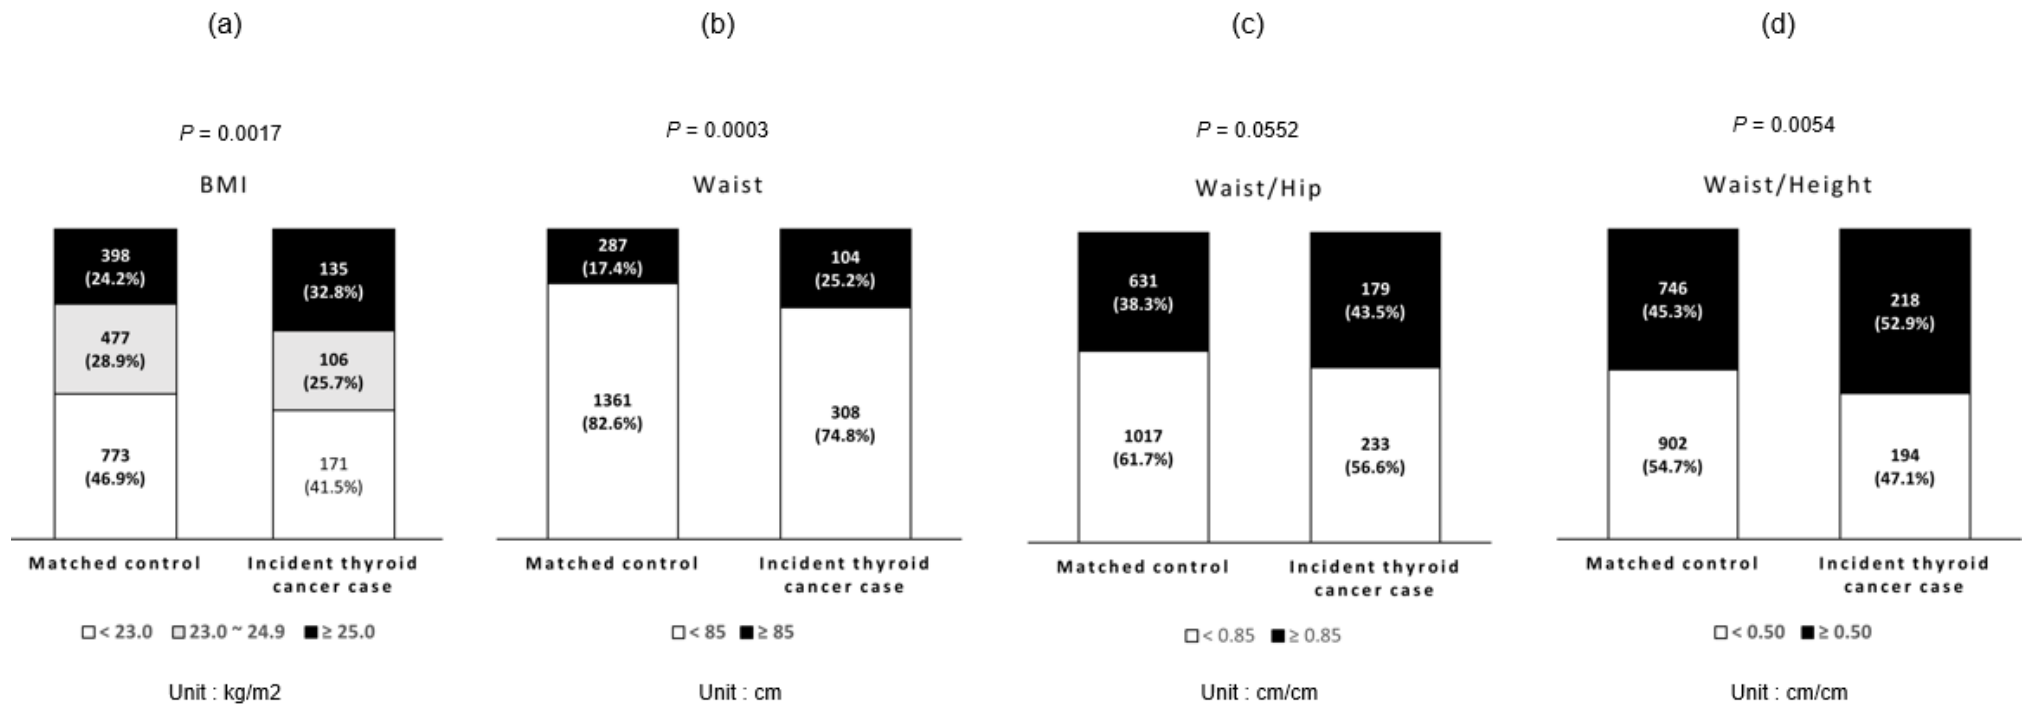 (a)
P = 0.0017
BMI
398
(24.2%)
477
(28.9%)
773
(46.9%)
135
(32.8%)
106
(25.7%)
171
(41.5%)
Matched control
Incident thyroid
cancer case
< 23.0 23.0 ~ 24.9 ≥ 25.0
Unit : kg/m2
(b)
P = 0.0003
Waist
287
(17.4%)
1361
(82.6%)
104
(25.2%)
308
(74.8%)
Matched control
Incident thyroid
cancer case
< 85 ≥ 85
Unit : cm
(c)
P = 0.0552
Waist/Hip
631
(38.3%)
1017
(61.7%)
179
(43.5%)
233
(56.6%)
Matched control
Incident thyroid
cancer case
< 0.85 ≥ 0.85
Unit : cm/cm
(d)
P = 0.0054
Waist/Height
746
(45.3%)
902
(54.7%)
218
(52.9%)
194
(47.1%)
Matched control
Incident thyroid
cancer case
< 0.50 ≥ 0.50
Unit : cm/cm